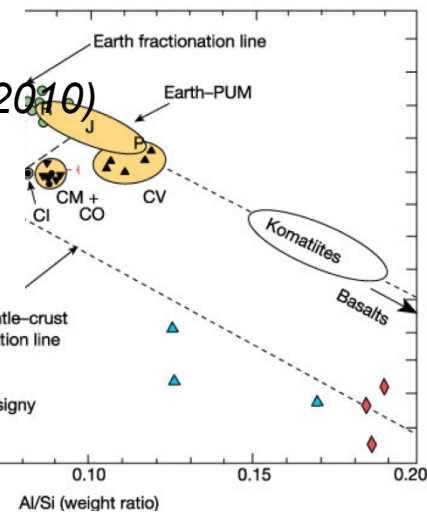 Earth fractionation line
2010)
Earth–PUM
J
P
CV
CM +
CO
CI
Komatiites
Basalts
tle–crust
tion line
signy
0.10
0.15
0.20
Al/Si (weight ratio)